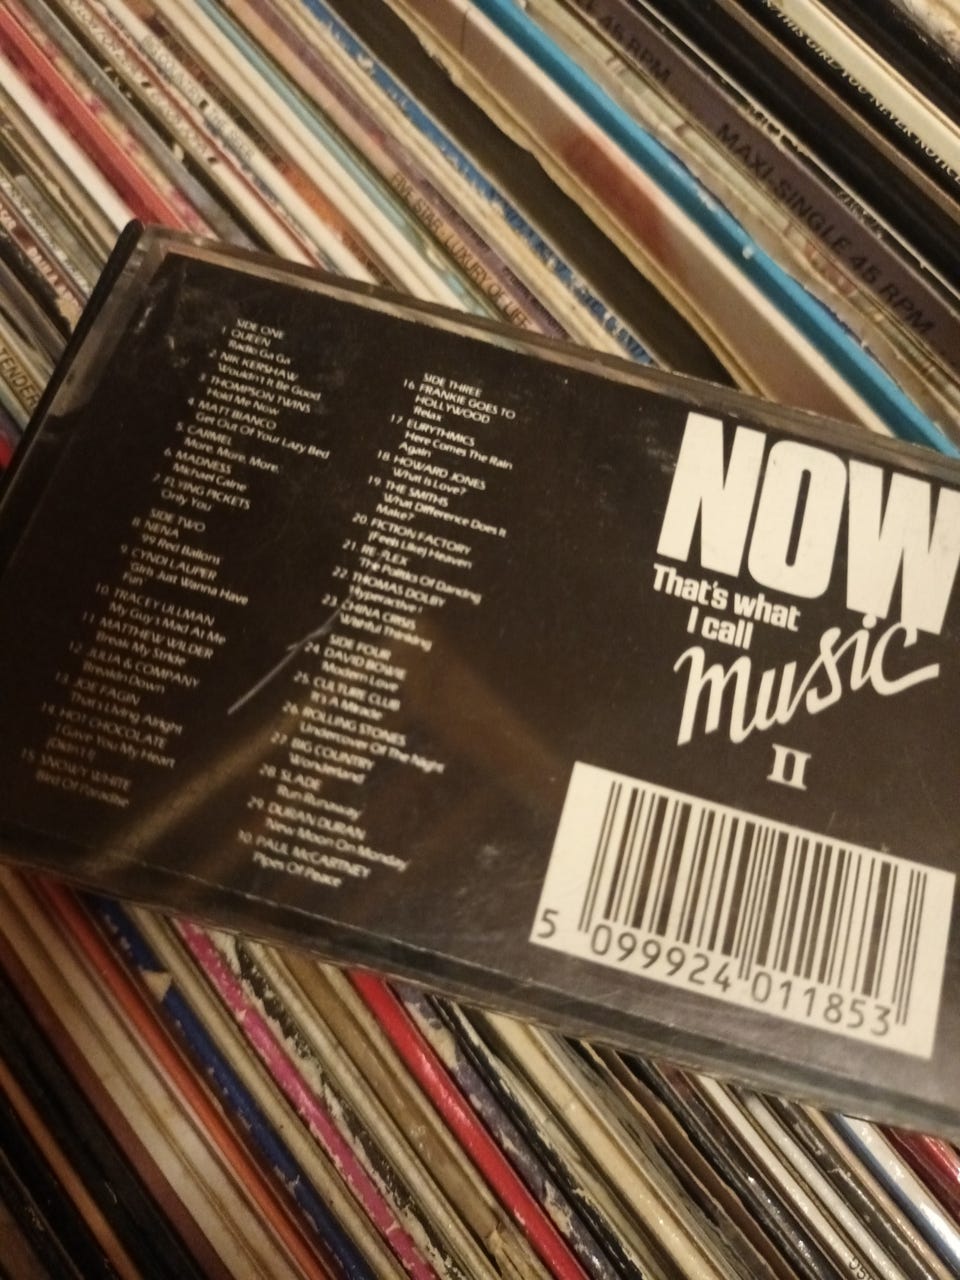 45 RPM
MAXI-SINGLE 45 RPM
FIVE STAR LUXURY OF LIFE
TENDER
SIDE ONE
1 QUEEN
Radio Ga Ga
2. NIK KERSHAW
Wouldn't It Be Good
3. THOMPSON TWINS
Hold Me Now
4. MATT BIANCO
Get Out Of Your Lazy Bed
5. CARMEL
More, More, More.
6. MADNESS
Michael Caine
7. FLYING PICKETS
Only You
SIDE TWO
8. NENA
99 Red Ballons
9. CYNDI LAUPER
Girls Just Wanna Have
Fun
10. TRACEY ULLMAN
My Guy's Mad At Me
11. MATTHEW WILDER
Break My Stride
12. JULIA & COMPANY
Breakin Down
13. JOE FAGIN
That's Living Alright
14. HOT CHOCOLATE
I Gave You My Heart
(Didn't I)
15. SNOWY WHITE
Bird Of Paradise
SIDE THREE
16. FRANKIE GOES TO
HOLLYWOOD
Relax
17. EURYTHMICS
Here Comes The Rain
Again
18. HOWARD JONES
What Is Love?
19. THE SMITHS
What Difference Does It
Make?
20. FICTION FACTORY
(Feels Like) Heaven
21. RE-FLEX
The Politics Of Dancing
22. THOMAS DOLBY
Hyperactive!
23. CHINA CRISIS
Wishful Thinking
SIDE FOUR
24. DAVID BOWIE
Modern Love
25. CULTURE CLUB
It's A Miracle
26. ROLLING STONES
Undercover Of The Night
27. BIG COUNTRY
Wonderland
28. SLADE
Run Runaway
29. DURAN DURAN
New Moon On Monday
30. PAUL McCARTNEY
Pipes Of Peace
NOW
That's what
I call
Music
II
5 099924 011853